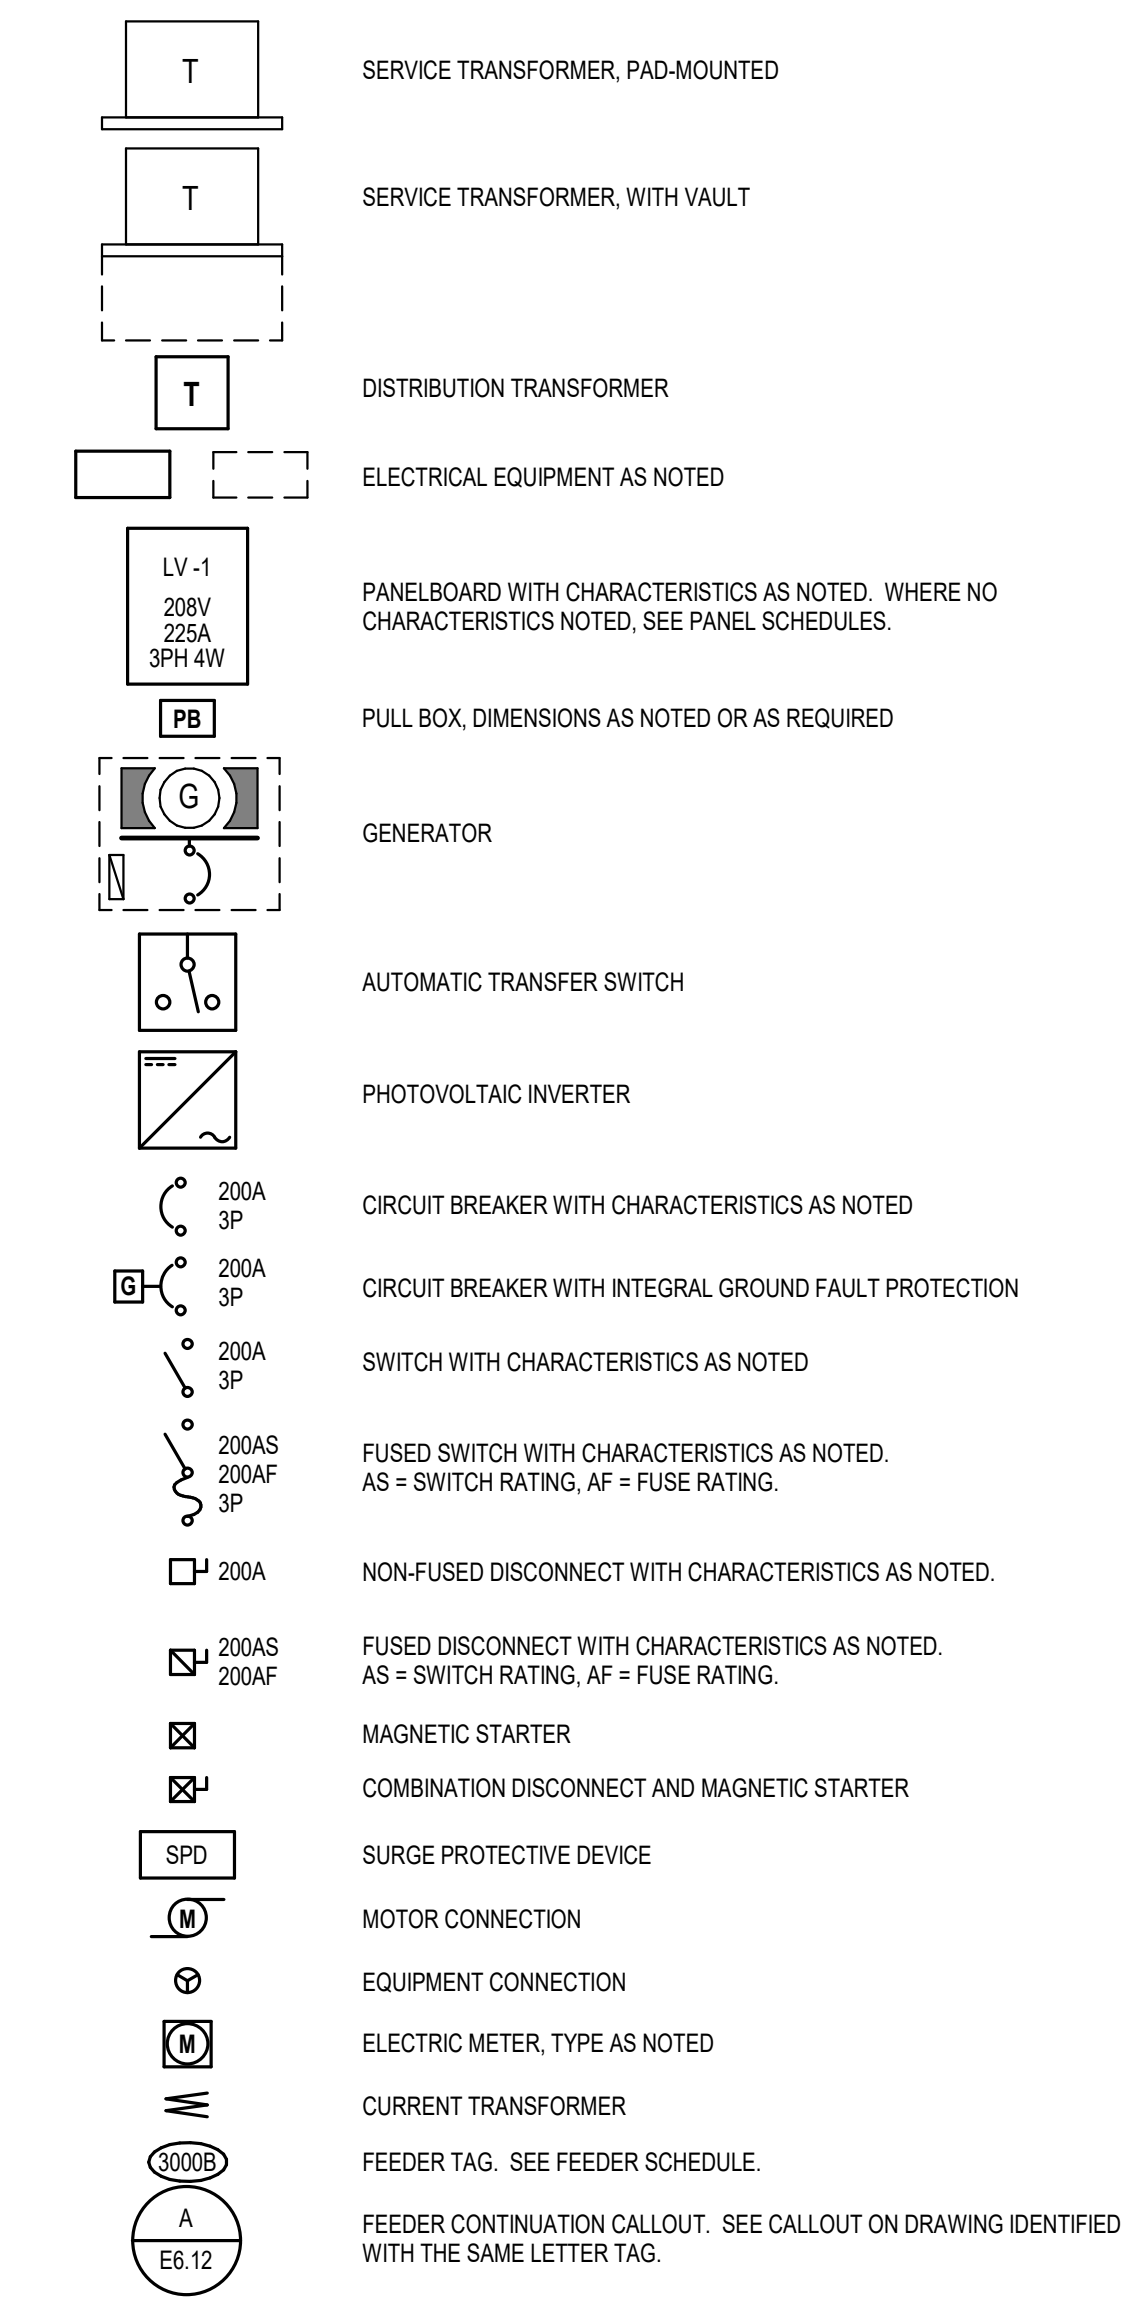 T
SERVICE TRANSFORMER, PAD-MOUNTED
T
SERVICE TRANSFORMER, WITH VAULT
T
DISTRIBUTION TRANSFORMER
ELECTRICAL EQUIPMENT AS NOTED
LV -1
208V
225A
3PH 4W
PANELBOARD WITH CHARACTERISTICS AS NOTED.  WHERE NO
CHARACTERISTICS NOTED, SEE PANEL SCHEDULES.
PB
PULL BOX, DIMENSIONS AS NOTED OR AS REQUIRED
G
GENERATOR
AUTOMATIC TRANSFER SWITCH
PHOTOVOLTAIC INVERTER
200A
3P
CIRCUIT BREAKER WITH CHARACTERISTICS AS NOTED
G
200A
3P
CIRCUIT BREAKER WITH INTEGRAL GROUND FAULT PROTECTION
200A
3P
SWITCH WITH CHARACTERISTICS AS NOTED
200AS
200AF
3P
FUSED SWITCH WITH CHARACTERISTICS AS NOTED.
AS = SWITCH RATING, AF = FUSE RATING.
200A
NON-FUSED DISCONNECT WITH CHARACTERISTICS AS NOTED.
200AS
200AF
FUSED DISCONNECT WITH CHARACTERISTICS AS NOTED.
AS = SWITCH RATING, AF = FUSE RATING.
MAGNETIC STARTER
COMBINATION DISCONNECT AND MAGNETIC STARTER
SPD
SURGE PROTECTIVE DEVICE
M
MOTOR CONNECTION
EQUIPMENT CONNECTION
M
ELECTRIC METER, TYPE AS NOTED
CURRENT TRANSFORMER
3000B
FEEDER TAG.  SEE FEEDER SCHEDULE.
A
E6.12
FEEDER CONTINUATION CALLOUT.  SEE CALLOUT ON DRAWING IDENTIFIED
WITH THE SAME LETTER TAG.